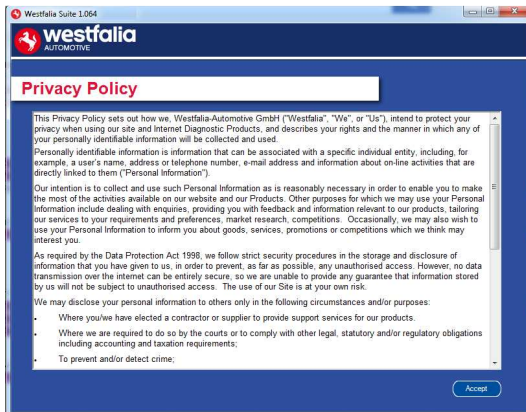 Westfalia Suite 1.064
westfalia
AUTOMOTIVE
Privacy Policy
This Privacy Policy sets out how we, Westfalia-Automotive GmbH ("Westfalia", "We", or "Us"), intend to protect your
privacy when using our site and Internet Diagnostic Products, and describes your rights and the manner in which any of
your personally identifiable information will be collected and used.
Personally identifiable information is information that can be associated with a specific individual entity, including, for
example, a user's name, address or telephone number, e-mail address and information about on-line activities that are
directly linked to them ("Personal Information").
Our intention is to collect and use such Personal Information as is reasonably necessary in order to enable you to make
the most of the activities available on our website and our Products. Other purposes for which we may use your Personal
Information include dealing with enquiries, providing you with feedback and information relevant to our products, tailoring
our services to your requirements and preferences, market research, competitions. Occasionally, we may also wish to
use your Personal Information to inform you about goods, services, promotions or competitions which we think may
interest you.
As required by the Data Protection Act 1998, we follow strict security procedures in the storage and disclosure of
information that you have given to us, in order to prevent, as far as possible, any unauthorised access. However, no data
transmission over the internet can be entirely secure, so we are unable to provide any guarantee that information stored
by us will not be subject to unauthorised access. The use of our Site is at your own risk.
We may disclose your personal information to others only in the following circumstances and/or purposes:
• Where you/we have elected a contractor or supplier to provide support services for our products.
• Where we are required to do so by the courts or to comply with other legal, statutory and/or regulatory obligations
including accounting and taxation requirements;
• To prevent and/or detect crime;
Accept